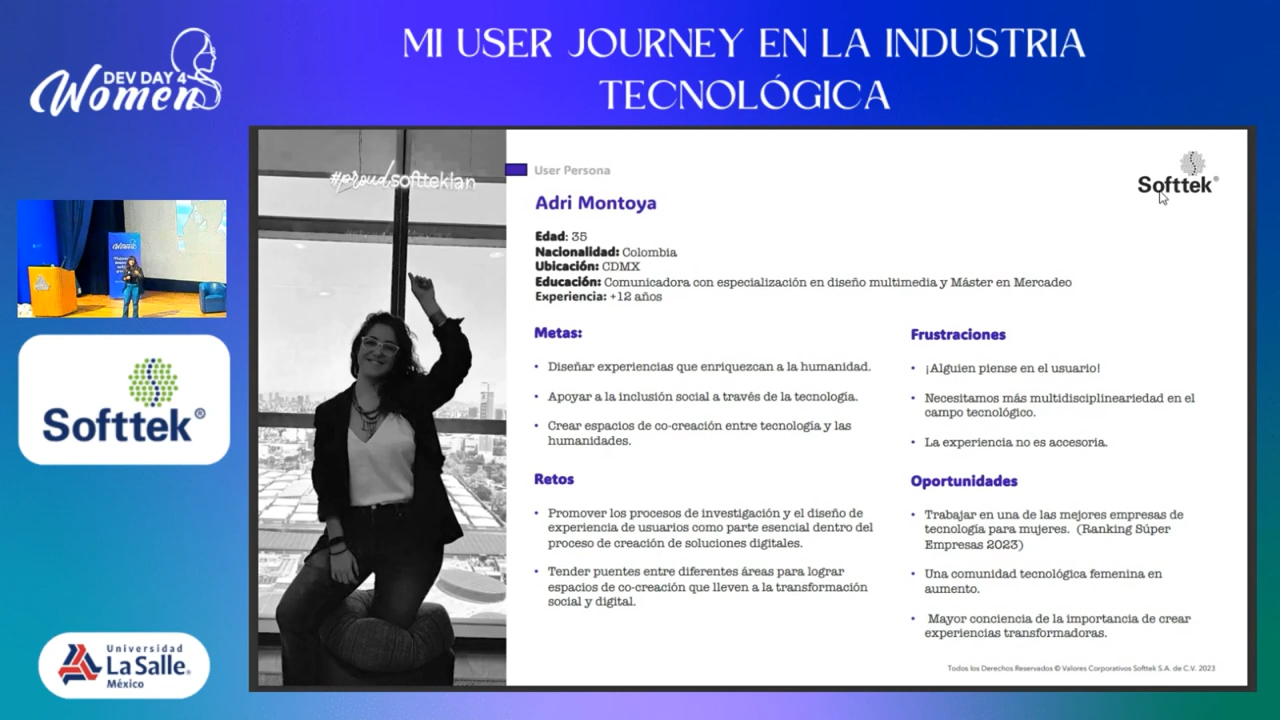 DEV DAY 4
Women
MI USER JOURNEY EN LA INDUSTRIA
TECNOLÓGICA
#proudsofttekian
User Persona
Softtek®
Adri Montoya
Edad: 35
Nacionalidad: Colombia
Ubicación: CDMX
Educación: Comunicadora con especialización en diseño multimedia y Máster en Mercadeo
Experiencia: +12 años
Metas:
• Diseñar experiencias que enriquezcan a la humanidad.
• Apoyar a la inclusión social a través de la tecnología.
• Crear espacios de co-creación entre tecnología y las
humanidades.
Retos
• Promover los procesos de investigación y el diseño de
experiencia de usuarios como parte esencial dentro del
proceso de creación de soluciones digitales.
• Tender puentes entre diferentes áreas para lograr
espacios de co-creación que lleven a la transformación
social y digital.
Frustraciones
• ¡Alguien piense en el usuario!
• Necesitamos más multidisciplineariedad en el
campo tecnológico.
• La experiencia no es accesoria.
Oportunidades
• Trabajar en una de las mejores empresas de
tecnología para mujeres. (Ranking Súper
Empresas 2023)
• Una comunidad tecnológica femenina en
aumento.
• Mayor conciencia de la importancia de crear
experiencias transformadoras.
Todos los Derechos Reservados © Valores Corporativos Softtek S.A. de C.V. 2023
Softtek®
Universidad
La Salle®
México